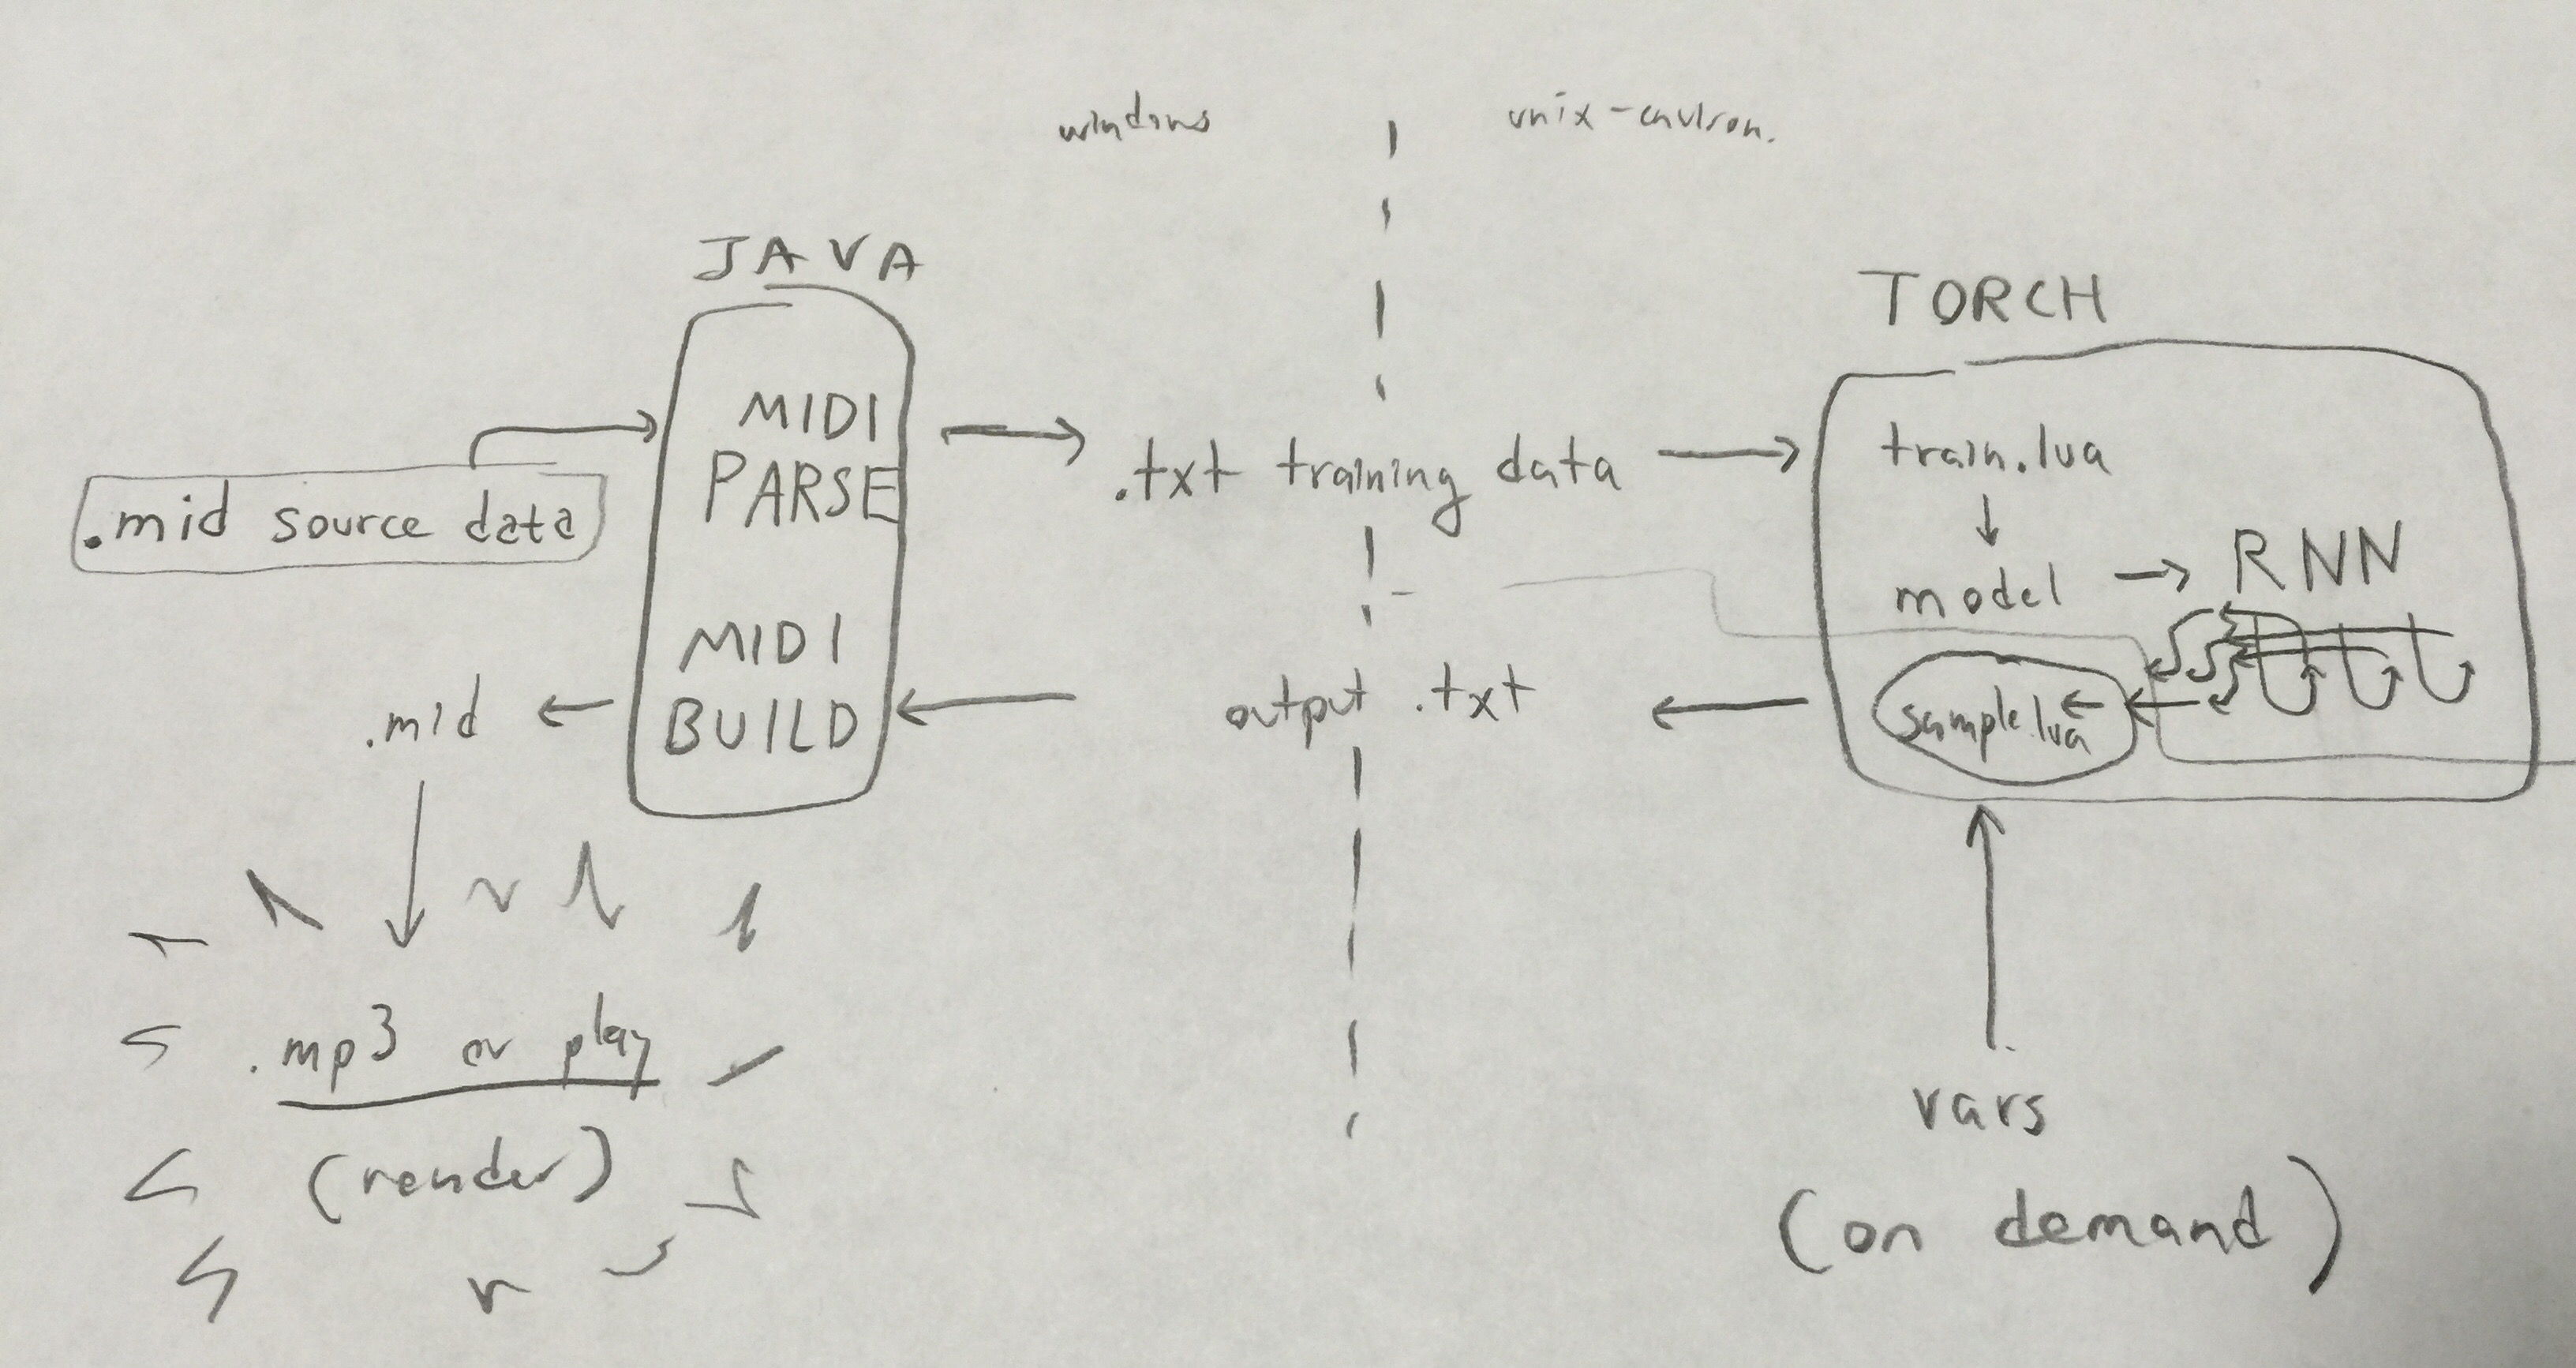 windows
unix-environ.
JAVA
TORCH
MIDI
PARSE
.txt training data
train.lua
.mid source data
model
RNN
MIDI
BUILD
.mid
output .txt
sample.lua
.mp3 or play
(render)
vars
(on demand)